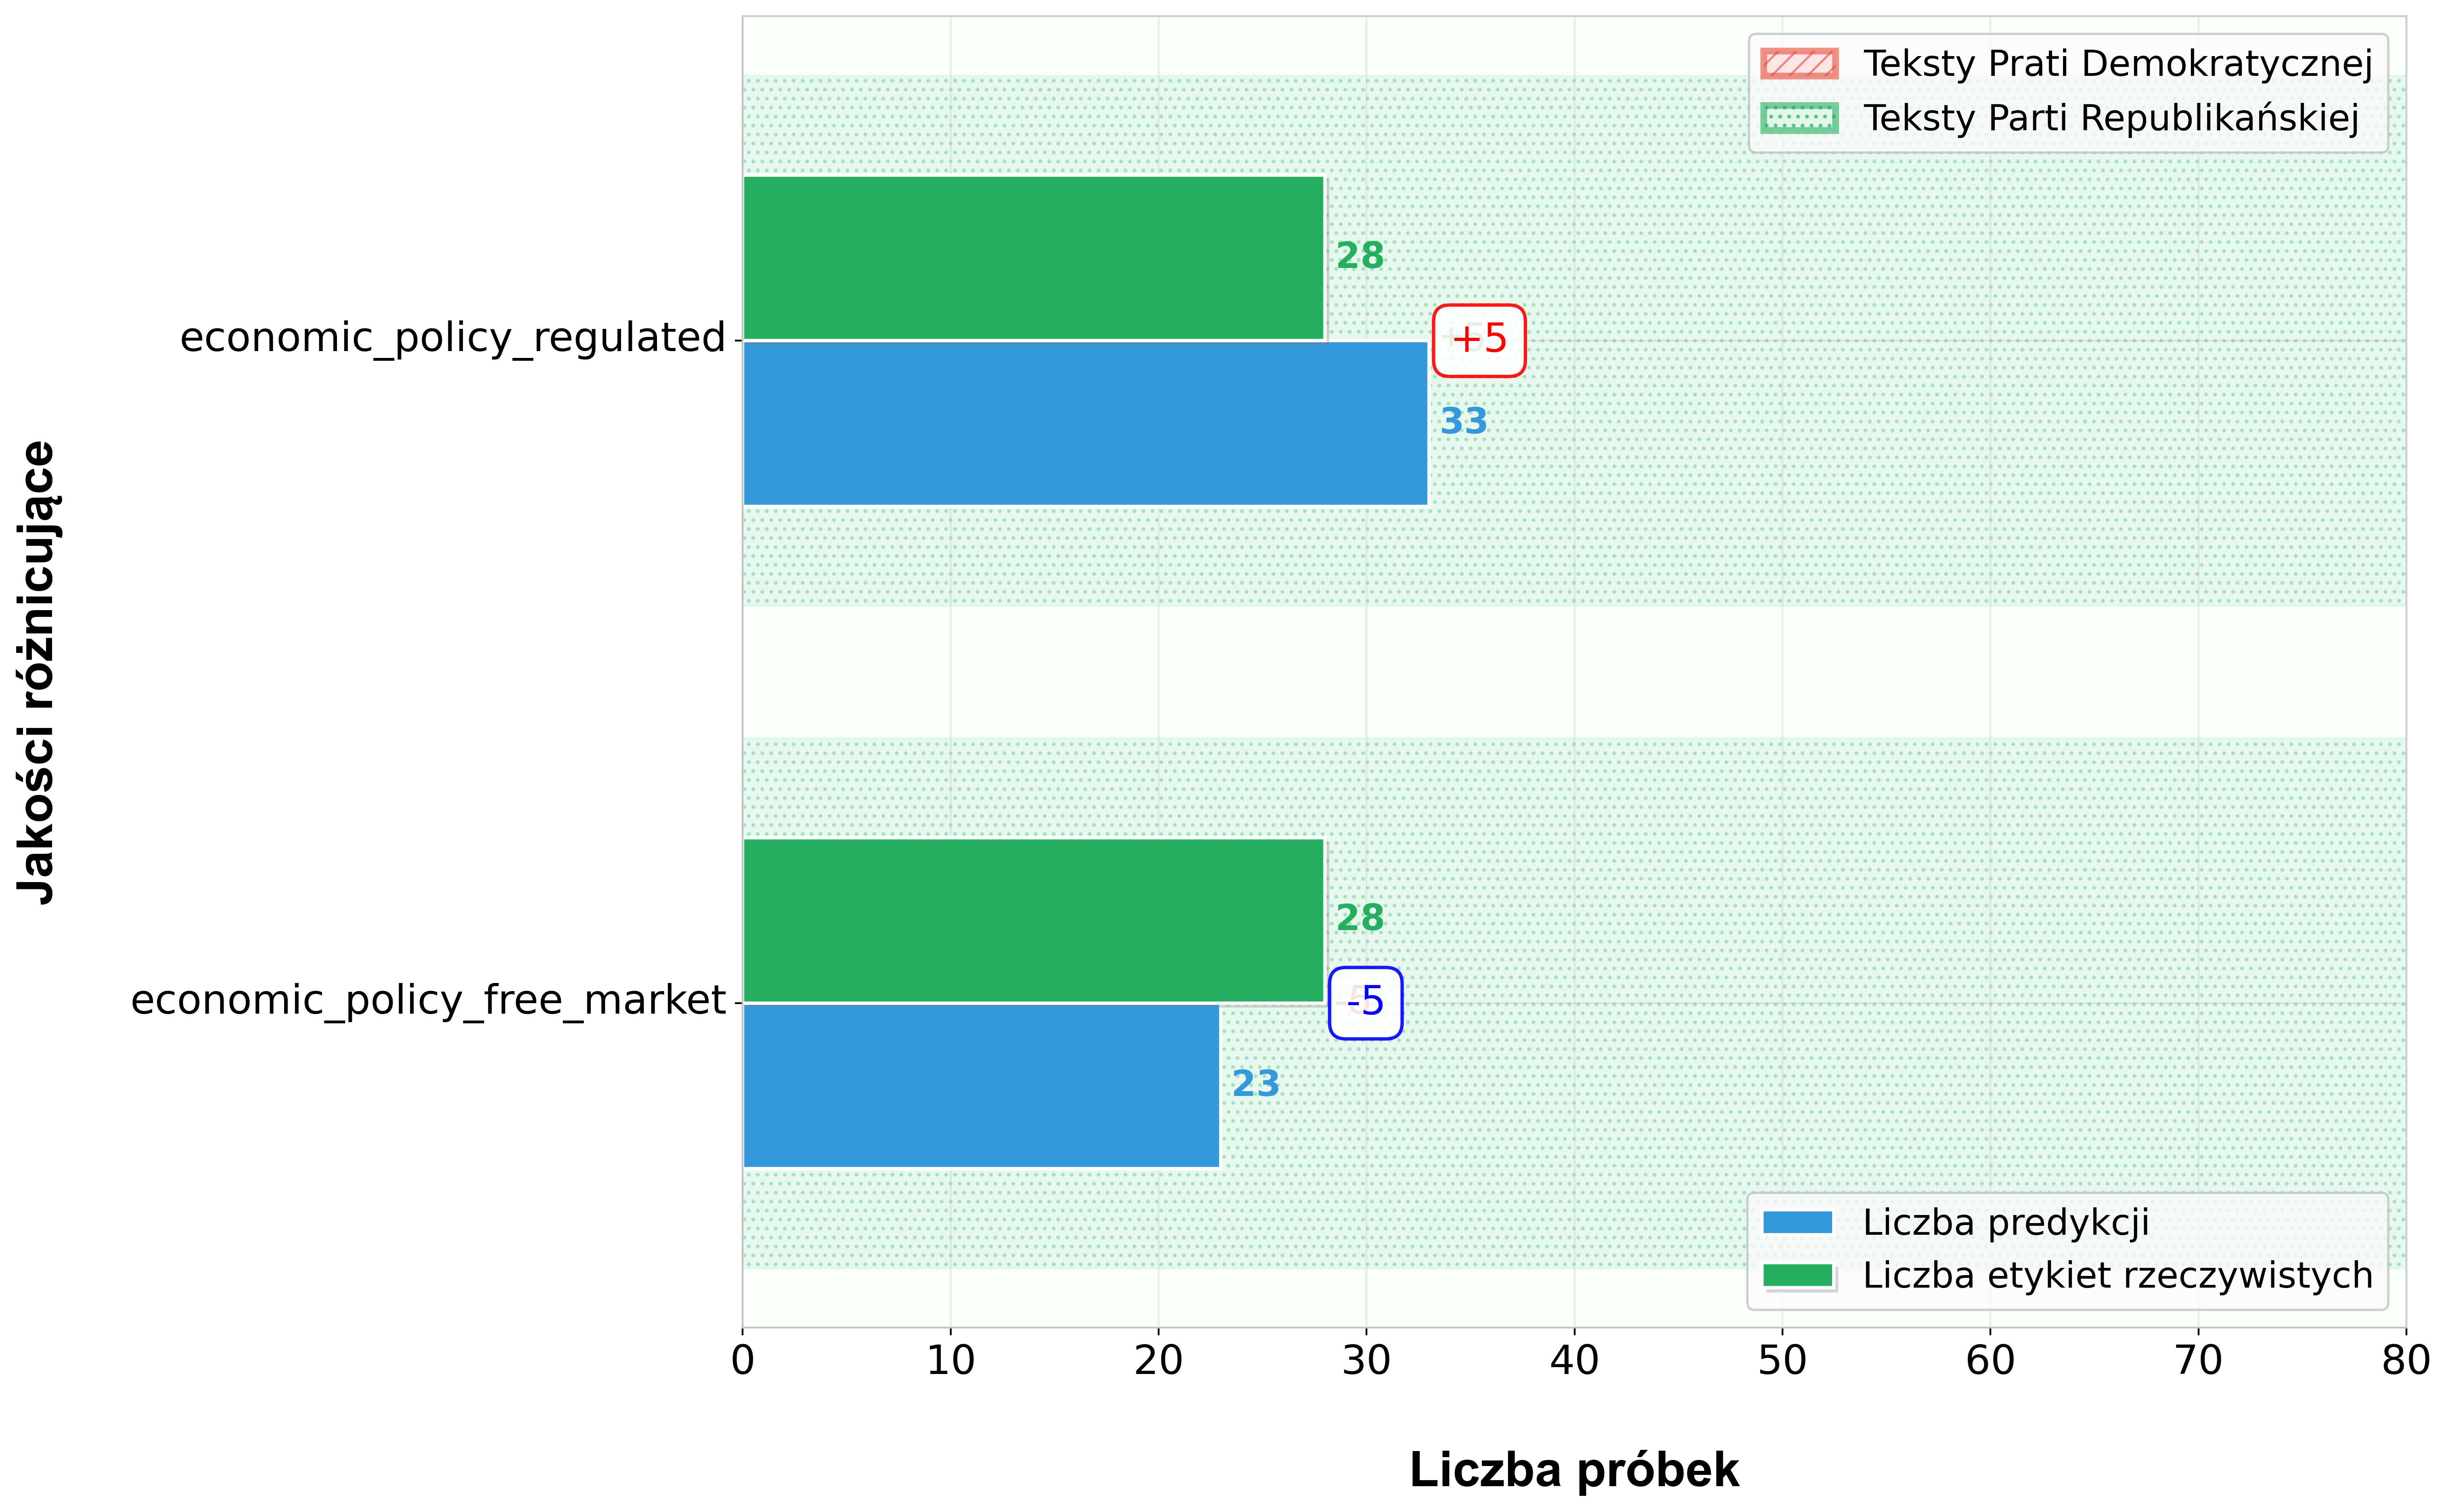 Teksty Prati Demokratycznej
Teksty Parti Republikańskiej
28
economic_policy_regulated
+5
33
Jakości różnicujące
28
economic_policy_free_market
-5
23
Liczba predykcji
Liczba etykiet rzeczywistych
0 10 20 30 40 50 60 70 80
Liczba próbek